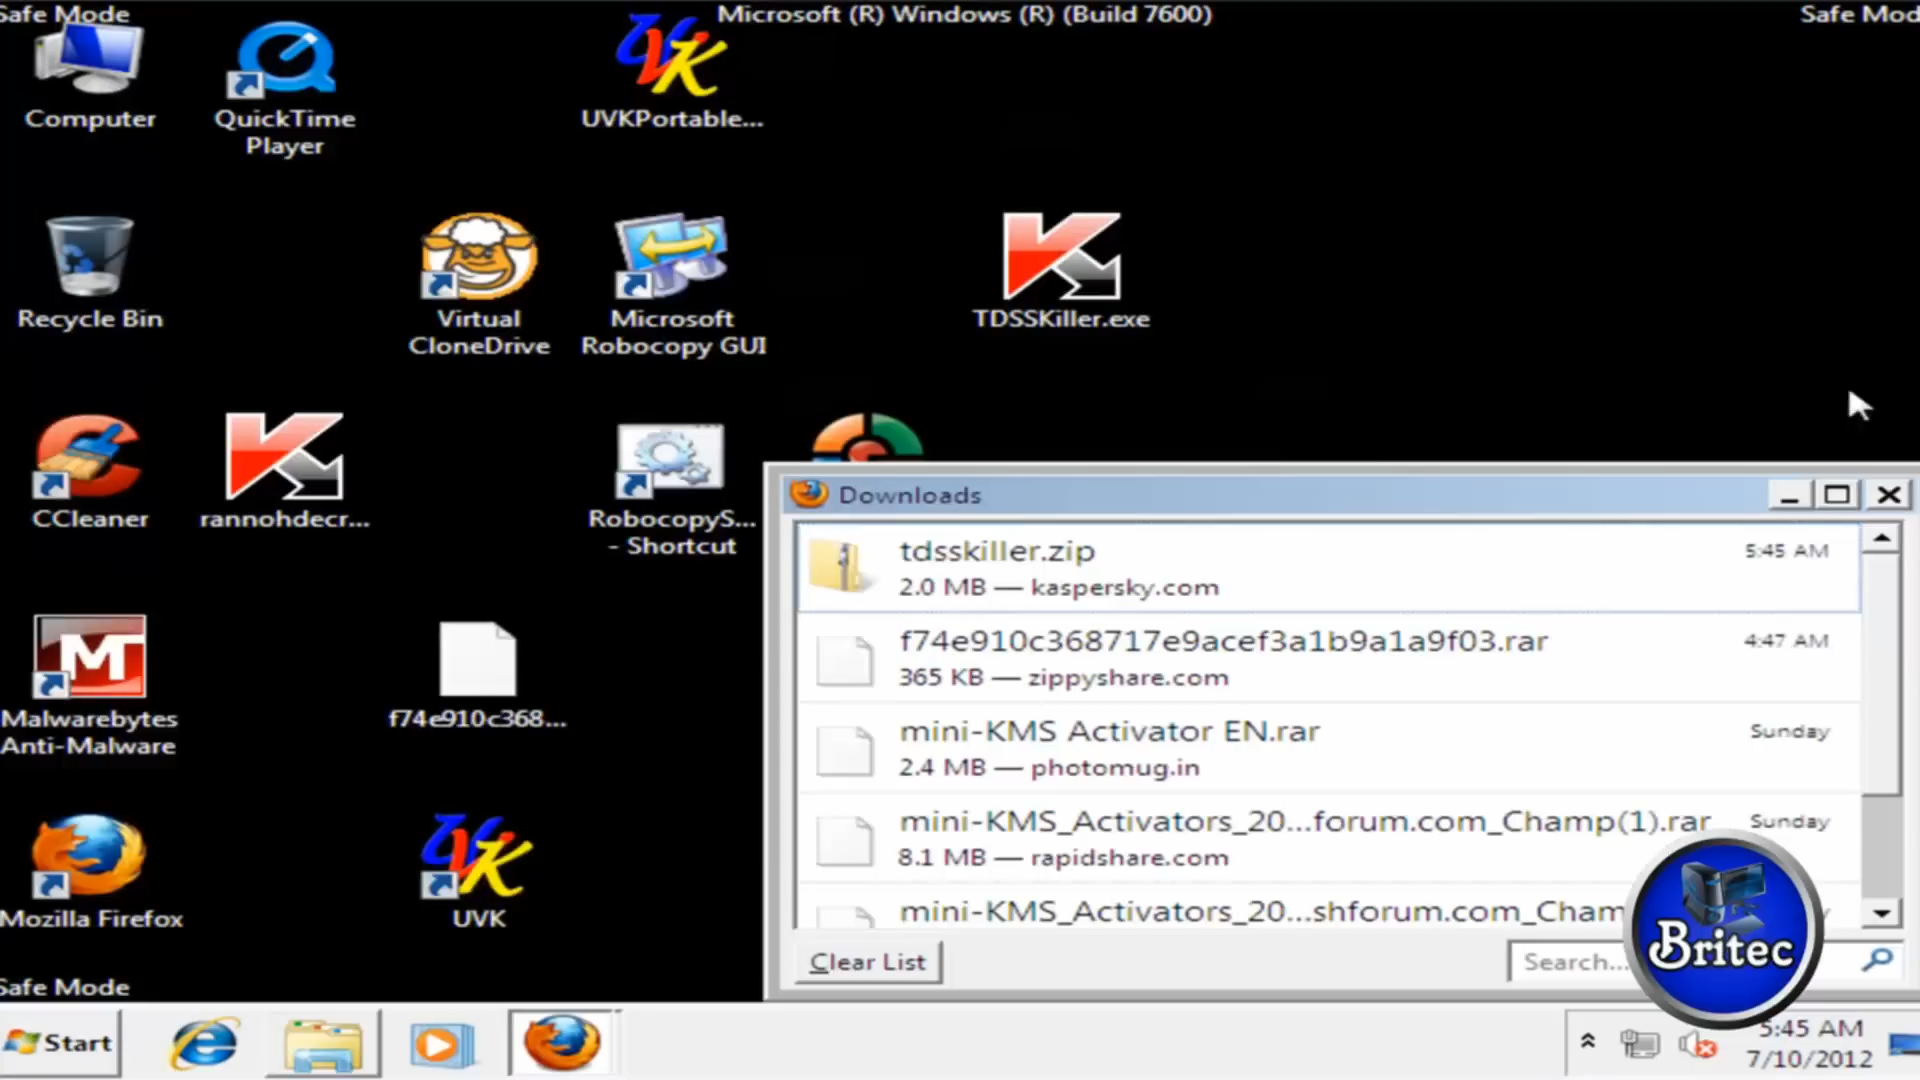 Safe Mode
Microsoft (R) Windows (R) (Build 7600)
Safe Mod
Computer
QuickTime
Player
UVKPortable...
Recycle Bin
Virtual
CloneDrive
Microsoft
Robocopy GUI
TDSSKiller.exe
CCleaner
rannohdecr...
RobocopyS...
- Shortcut
Malwarebytes
Anti-Malware
f74e910c368...
Mozilla Firefox
UVK
Safe Mode
Downloads
tdsskiller.zip
5:45 AM
2.0 MB — kaspersky.com
f74e910c368717e9acef3a1b9a1a9f03.rar
4:47 AM
365 KB — zippyshare.com
mini-KMS Activator EN.rar
Sunday
2.4 MB — photomug.in
mini-KMS_Activators_20...forum.com_Champ(1).rar
Sunday
8.1 MB — rapidshare.com
mini-KMS_Activators_20...shforum.com_Cham
Clear List
Search...
Britec
Start
5:45 AM
7/10/2012